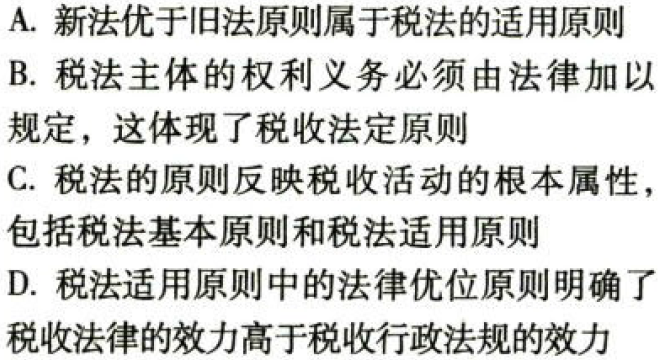 A. 新法优于旧法原则属于税法的适用原则
B. 税法主体的权利义务必须由法律加以
规定，这体现了税收法定原则
C. 税法的原则反映税收活动的根本属性，
包括税法基本原则和税法适用原则
D. 税法适用原则中的法律优位原则明确了
税收法律的效力高于税收行政法规的效力